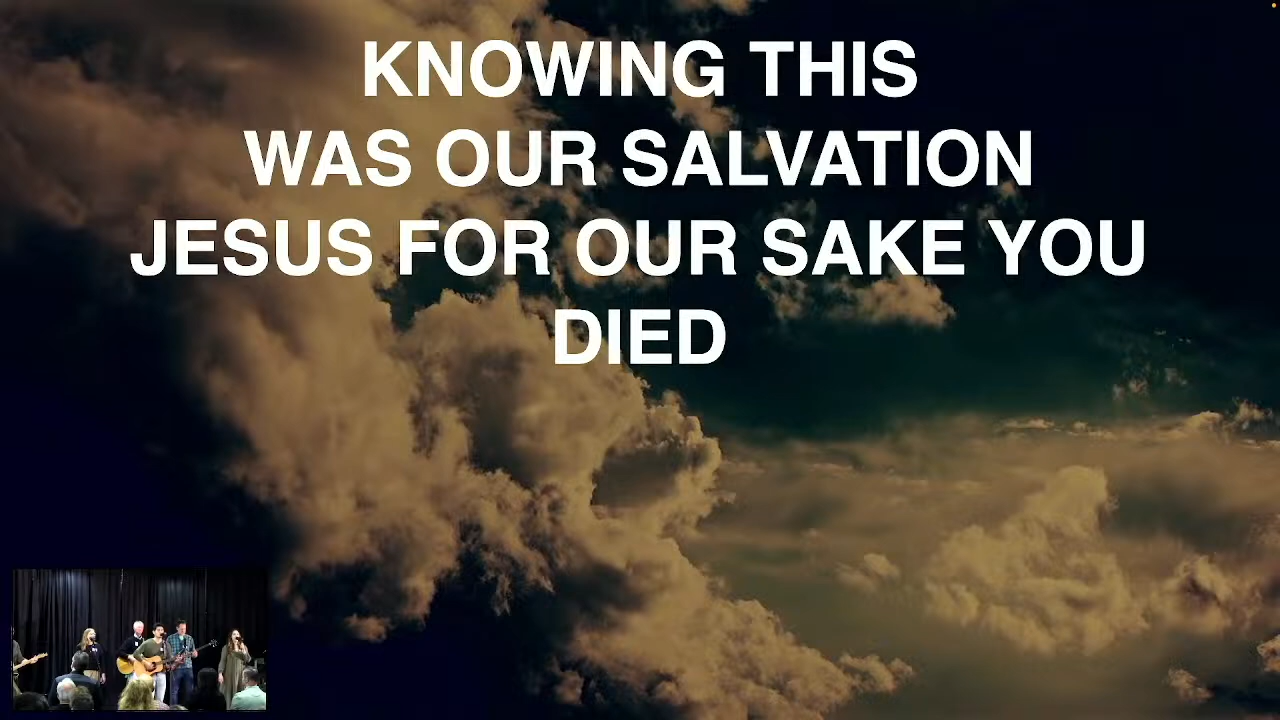 KNOWING THIS
WAS OUR SALVATION
JESUS FOR OUR SAKE YOU
DIED